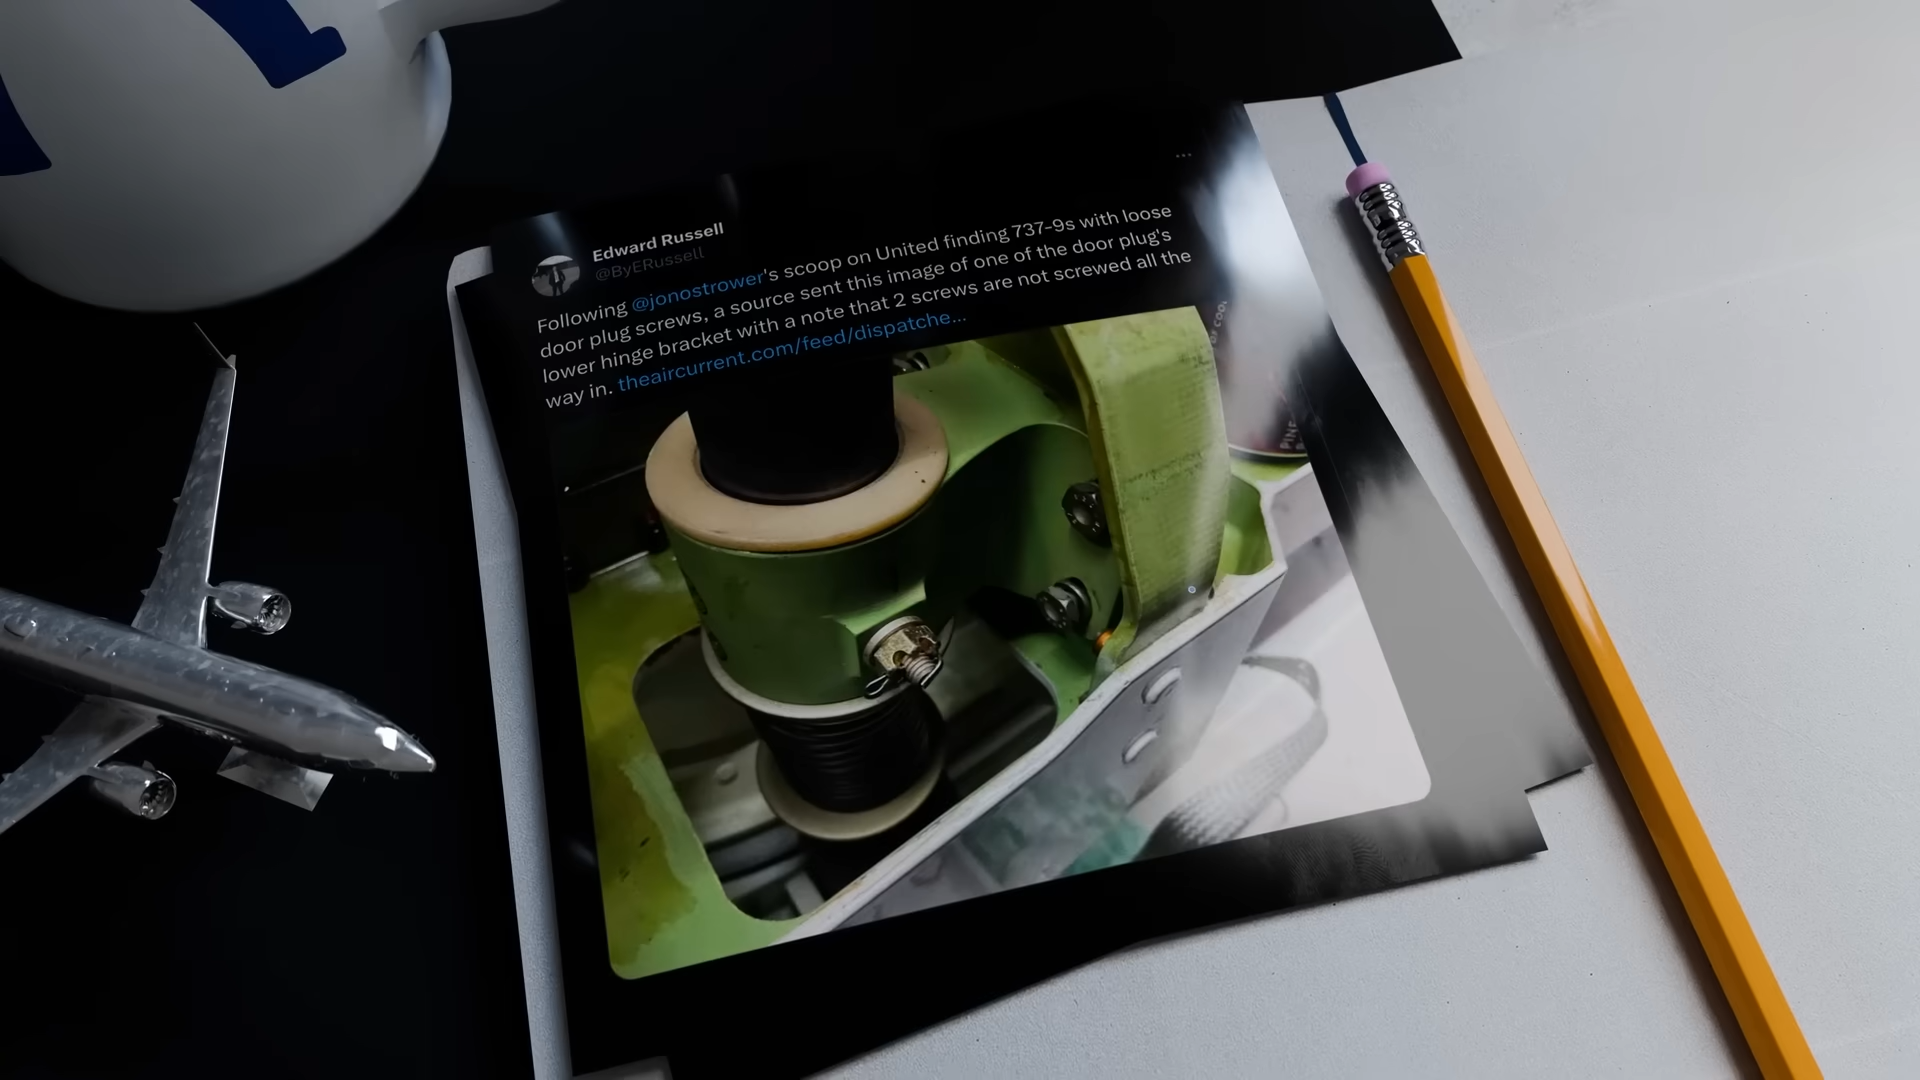 Edward Russell
@ByERussell
Following @jonostrower's scoop on United finding 737-9s with loose
door plug screws, a source sent this image of one of the door plug's
lower hinge bracket with a note that 2 screws are not screwed all the
way in. theaircurrent.com/feed/dispatche...